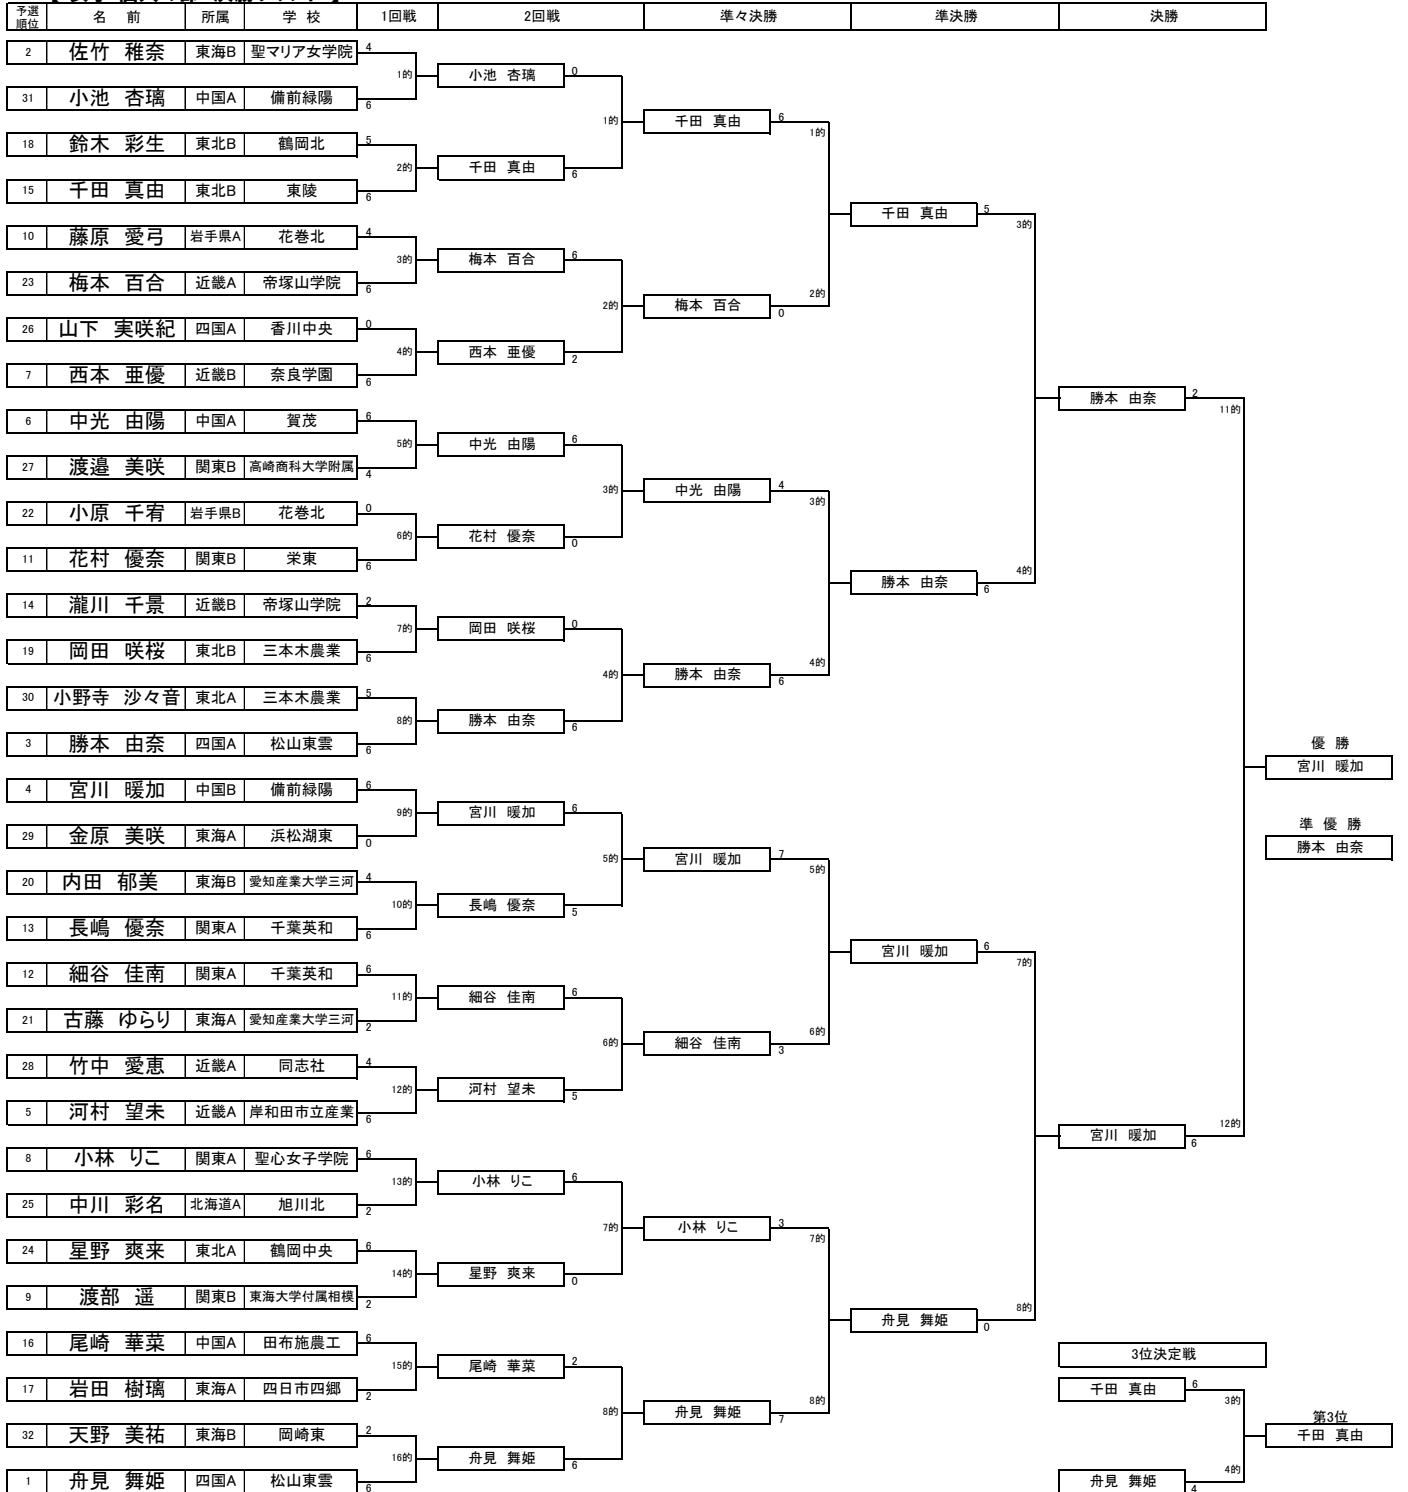 予選順位 名 前 所属 学 校 1回戦 2回戦 準々決勝 準決勝 決勝
2 佐竹 稚奈 東海B 聖マリア女学院 4
1的 小池 杏璃 0
31 小池 杏璃 中国A 備前緑陽 6
1的 千田 真由 6
1的
18 鈴木 彩生 東北B 鶴岡北 5
2的 千田 真由 6
15 千田 真由 東北B 東陵 6
千田 真由 5
3的
10 藤原 愛弓 岩手県A 花巻北 4
3的 梅本 百合 6
23 梅本 百合 近畿A 帝塚山学院 6
2的
2的 梅本 百合 0
26 山下 実咲紀 四国A 香川中央 0
4的 西本 亜優 2
7 西本 亜優 近畿B 奈良学園 6
勝本 由奈 2
11的
6 中光 由陽 中国A 賀茂 6
5的 中光 由陽 6
27 渡邉 美咲 関東B 高崎商科大学附属 4
3的 中光 由陽 4
3的
22 小原 千宥 岩手県B 花巻北 0
6的 花村 優奈 0
11 花村 優奈 関東B 栄東 6
4的
勝本 由奈 6
14 瀧川 千景 近畿B 帝塚山学院 2
7的 岡田 咲桜 0
19 岡田 咲桜 東北B 三本木農業 6
4的
4的 勝本 由奈 6
30 小野寺 沙々音 東北A 三本木農業 5
8的 勝本 由奈 6
3 勝本 由奈 四国A 松山東雲 6
優 勝
宮川 暖加
4 宮川 暖加 中国B 備前緑陽 6
9的 宮川 暖加 6
準 優 勝
29 金原 美咲 東海A 浜松湖東 0
勝本 由奈
5的 宮川 暖加 7
5的
20 内田 郁美 東海B 愛知産業大学三河 4
10的 長嶋 優奈 5
13 長嶋 優奈 関東A 千葉英和 6
宮川 暖加 6
7的
12 細谷 佳南 関東A 千葉英和 6
11的 細谷 佳南 6
21 古藤 ゆらり 東海A 愛知産業大学三河 2
6的
6的 細谷 佳南 3
28 竹中 愛恵 近畿A 同志社 4
12的 河村 望未 5
5 河村 望未 近畿A 岸和田市立産業 6
12的
宮川 暖加 6
8 小林 りこ 関東A 聖心女子学院 6
13的 小林 りこ 6
25 中川 彩名 北海道A 旭川北 2
7的 小林 りこ 3
7的
24 星野 爽来 東北A 鶴岡中央 6
14的 星野 爽来 0
9 渡部 遥 関東B 東海大学付属相模 2
8的
舟見 舞姫 0
16 尾崎 華菜 中国A 田布施農工 6
3位決定戦
15的 尾崎 華菜 2
17 岩田 樹璃 東海A 四日市四郷 2
千田 真由 6
3的
8的
8的 舟見 舞姫 7
第3位
32 天野 美祐 東海B 岡崎東 2
千田 真由
16的 舟見 舞姫 6
4的
1 舟見 舞姫 四国A 松山東雲 6
舟見 舞姫 4